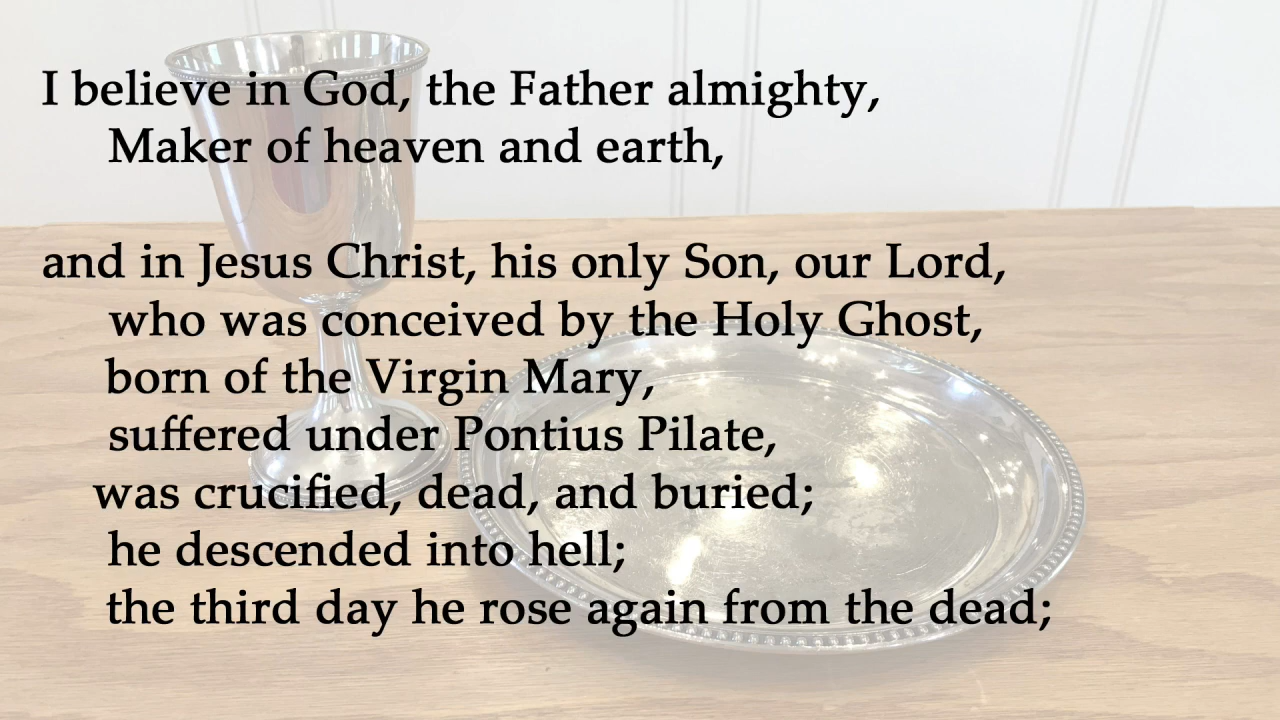 I believe in God, the Father almighty,
Maker of heaven and earth,
and in Jesus Christ, his only Son, our Lord,
who was conceived by the Holy Ghost,
born of the Virgin Mary,
suffered under Pontius Pilate,
was crucified, dead, and buried;
he descended into hell;
the third day he rose again from the dead;